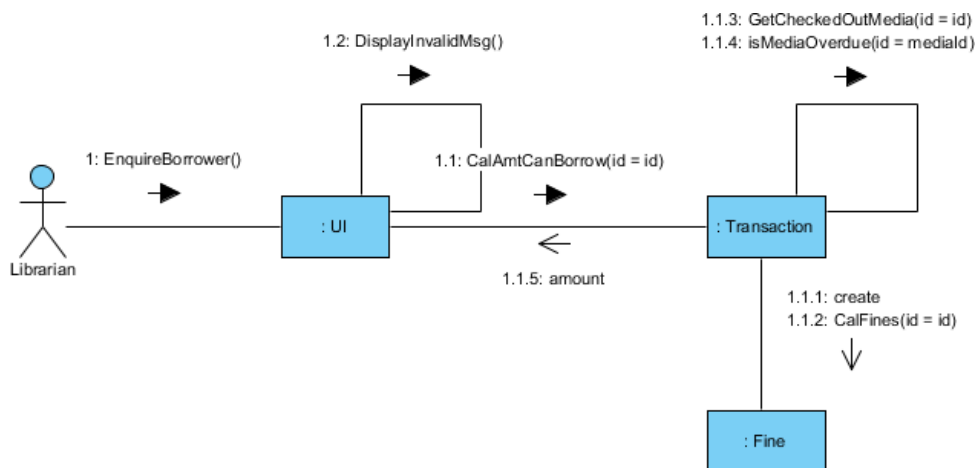 1.1.3: GetCheckedOutMedia(id = id)
1.2: DisplayInvalidMsg()
1.1.4: isMediaOverdue(id = mediaId)
1: EnquireBorrower()
1.1: CalAmtCanBorrow(id = id)
: UI
: Transaction
Librarian
1.1.5: amount
1.1.1: create
1.1.2: CalFines(id = id)
: Fine